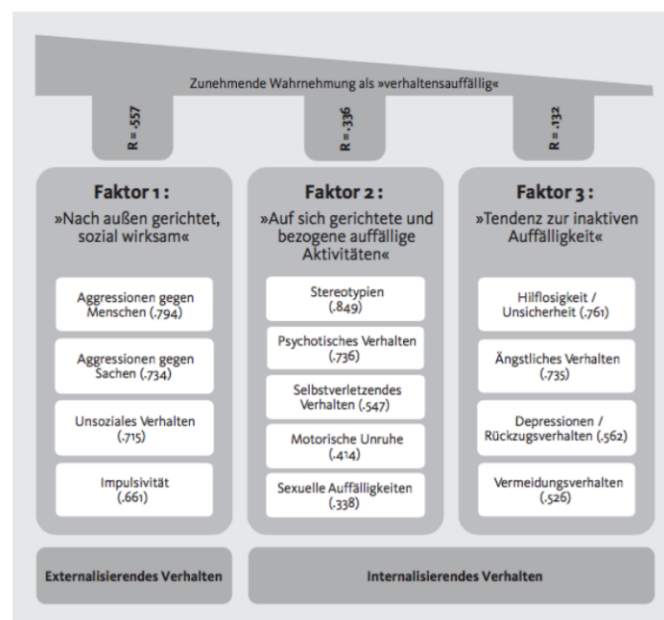 Zunehmende Wahrnehmung als »verhaltensauffällig«
R = .557
R = .336
R = .132
Faktor 1:
»Nach außen gerichtet,
sozial wirksam«
Aggressionen gegen
Menschen (.794)
Aggressionen gegen
Sachen (.734)
Unsoziales Verhalten
(.715)
Impulsivität
(.661)
Faktor 2:
»Auf sich gerichtete und
bezogene auffällige
Aktivitäten«
Stereotypien
(.849)
Psychotisches Verhalten
(.736)
Selbstverletzendes
Verhalten (.547)
Motorische Unruhe
(.414)
Sexuelle Auffälligkeiten
(.338)
Faktor 3:
»Tendenz zur inaktiven
Auffälligkeit«
Hilflosigkeit /
Unsicherheit (.761)
Ängstliches Verhalten
(.735)
Depressionen /
Rückzugsverhalten (.562)
Vermeidungsverhalten
(.526)
Externalisierendes Verhalten
Internalisierendes Verhalten